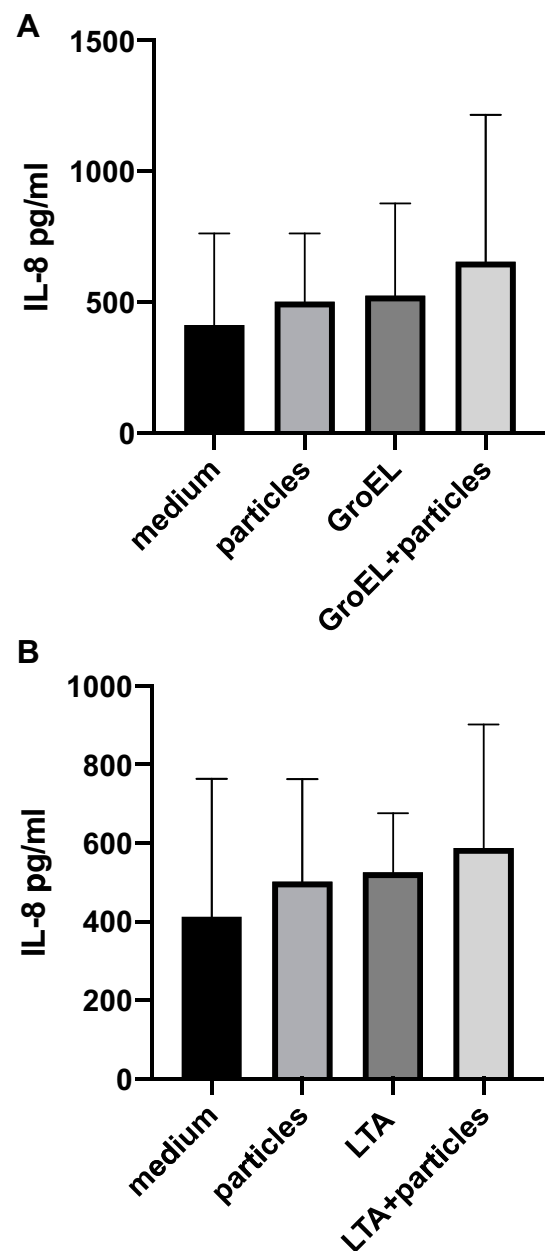 A
1500
1000
500
0
IL-8 pg/ml
medium
particles
GroEL
GroEL+particles
B
1000
800
600
400
200
0
IL-8 pg/ml
medium
particles
LTA
LTA+particles